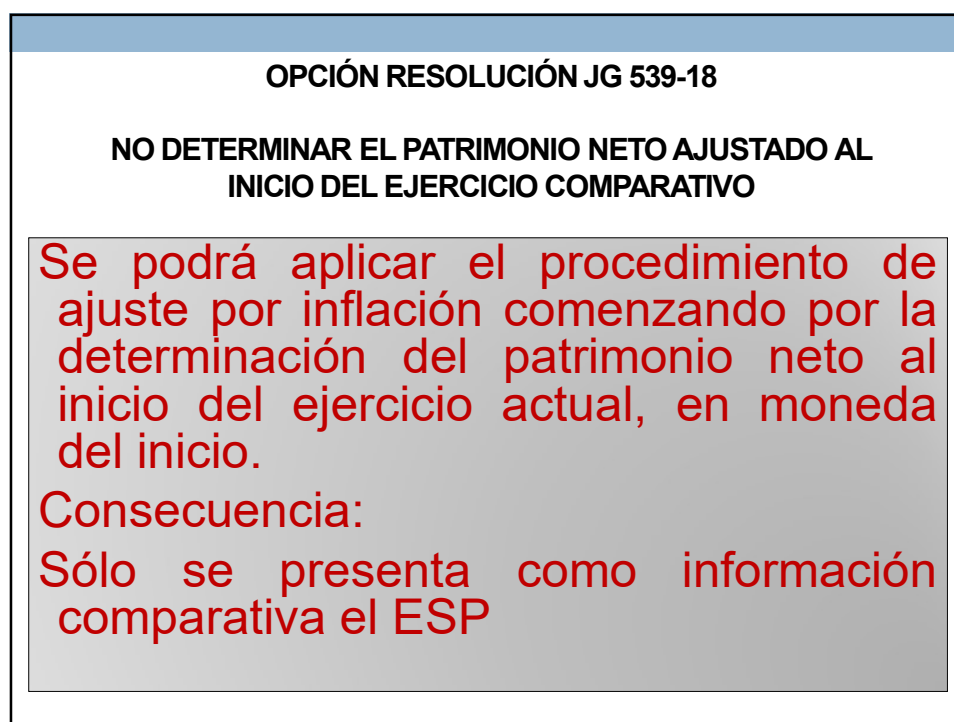 OPCIÓN RESOLUCIÓN JG 539-18
NO DETERMINAR EL PATRIMONIO NETO AJUSTADO AL
INICIO DEL EJERCICIO COMPARATIVO
Se podrá aplicar el procedimiento de
ajuste por inflación comenzando por la
determinación del patrimonio neto al
inicio del ejercicio actual, en moneda
del inicio.
Consecuencia:
Sólo se presenta como información
comparativa el ESP